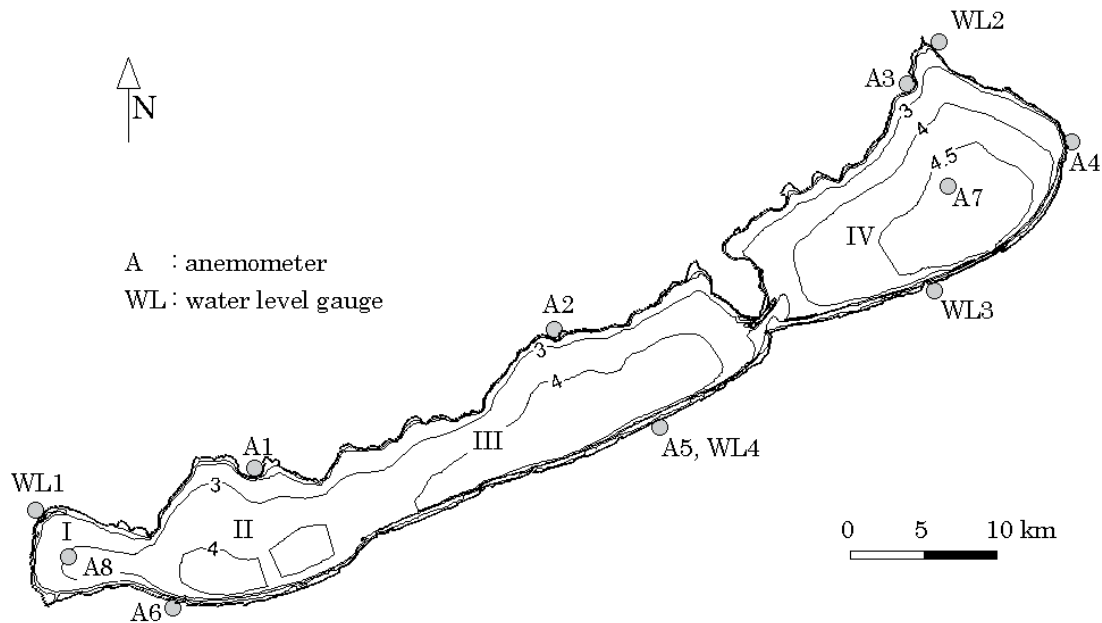 WL2
A3
3
4
N
A4
4.5
A7
IV
A : anemometer
WL : water level gauge
A2
WL3
3
4
III
A5, WL4
A1
3
WL1
II
I
4
A8
A6
0 5 10 km